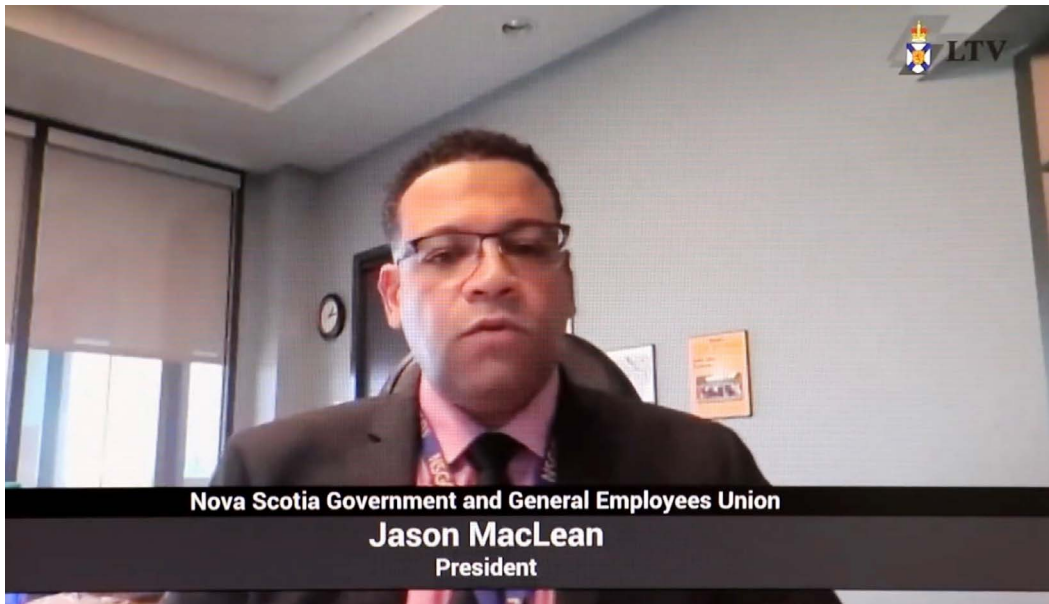 LTV
Nova Scotia Government and General Employees Union
Jason MacLean
President